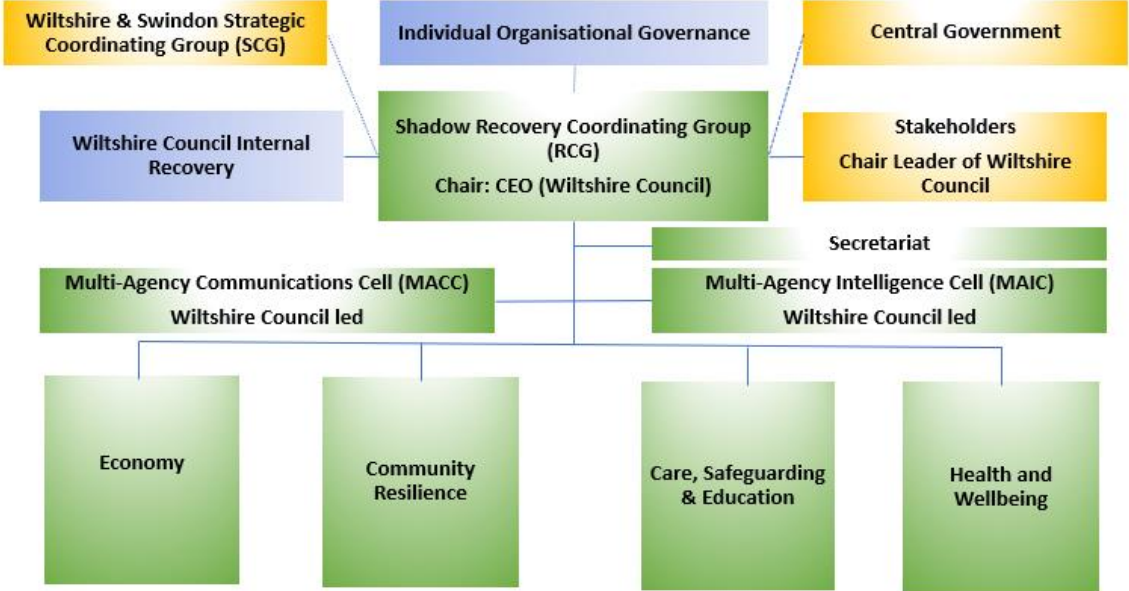 Wiltshire & Swindon Strategic
Coordinating Group (SCG)
Individual Organisational Governance
Central Government
Wiltshire Council Internal
Recovery
Shadow Recovery Coordinating Group
(RCG)
Chair: CEO (Wiltshire Council)
Stakeholders
Chair Leader of Wiltshire
Council
Secretariat
Multi-Agency Communications Cell (MACC)
Wiltshire Council led
Multi-Agency Intelligence Cell (MAIC)
Wiltshire Council led
Economy
Community
Resilience
Care, Safeguarding
& Education
Health and
Wellbeing